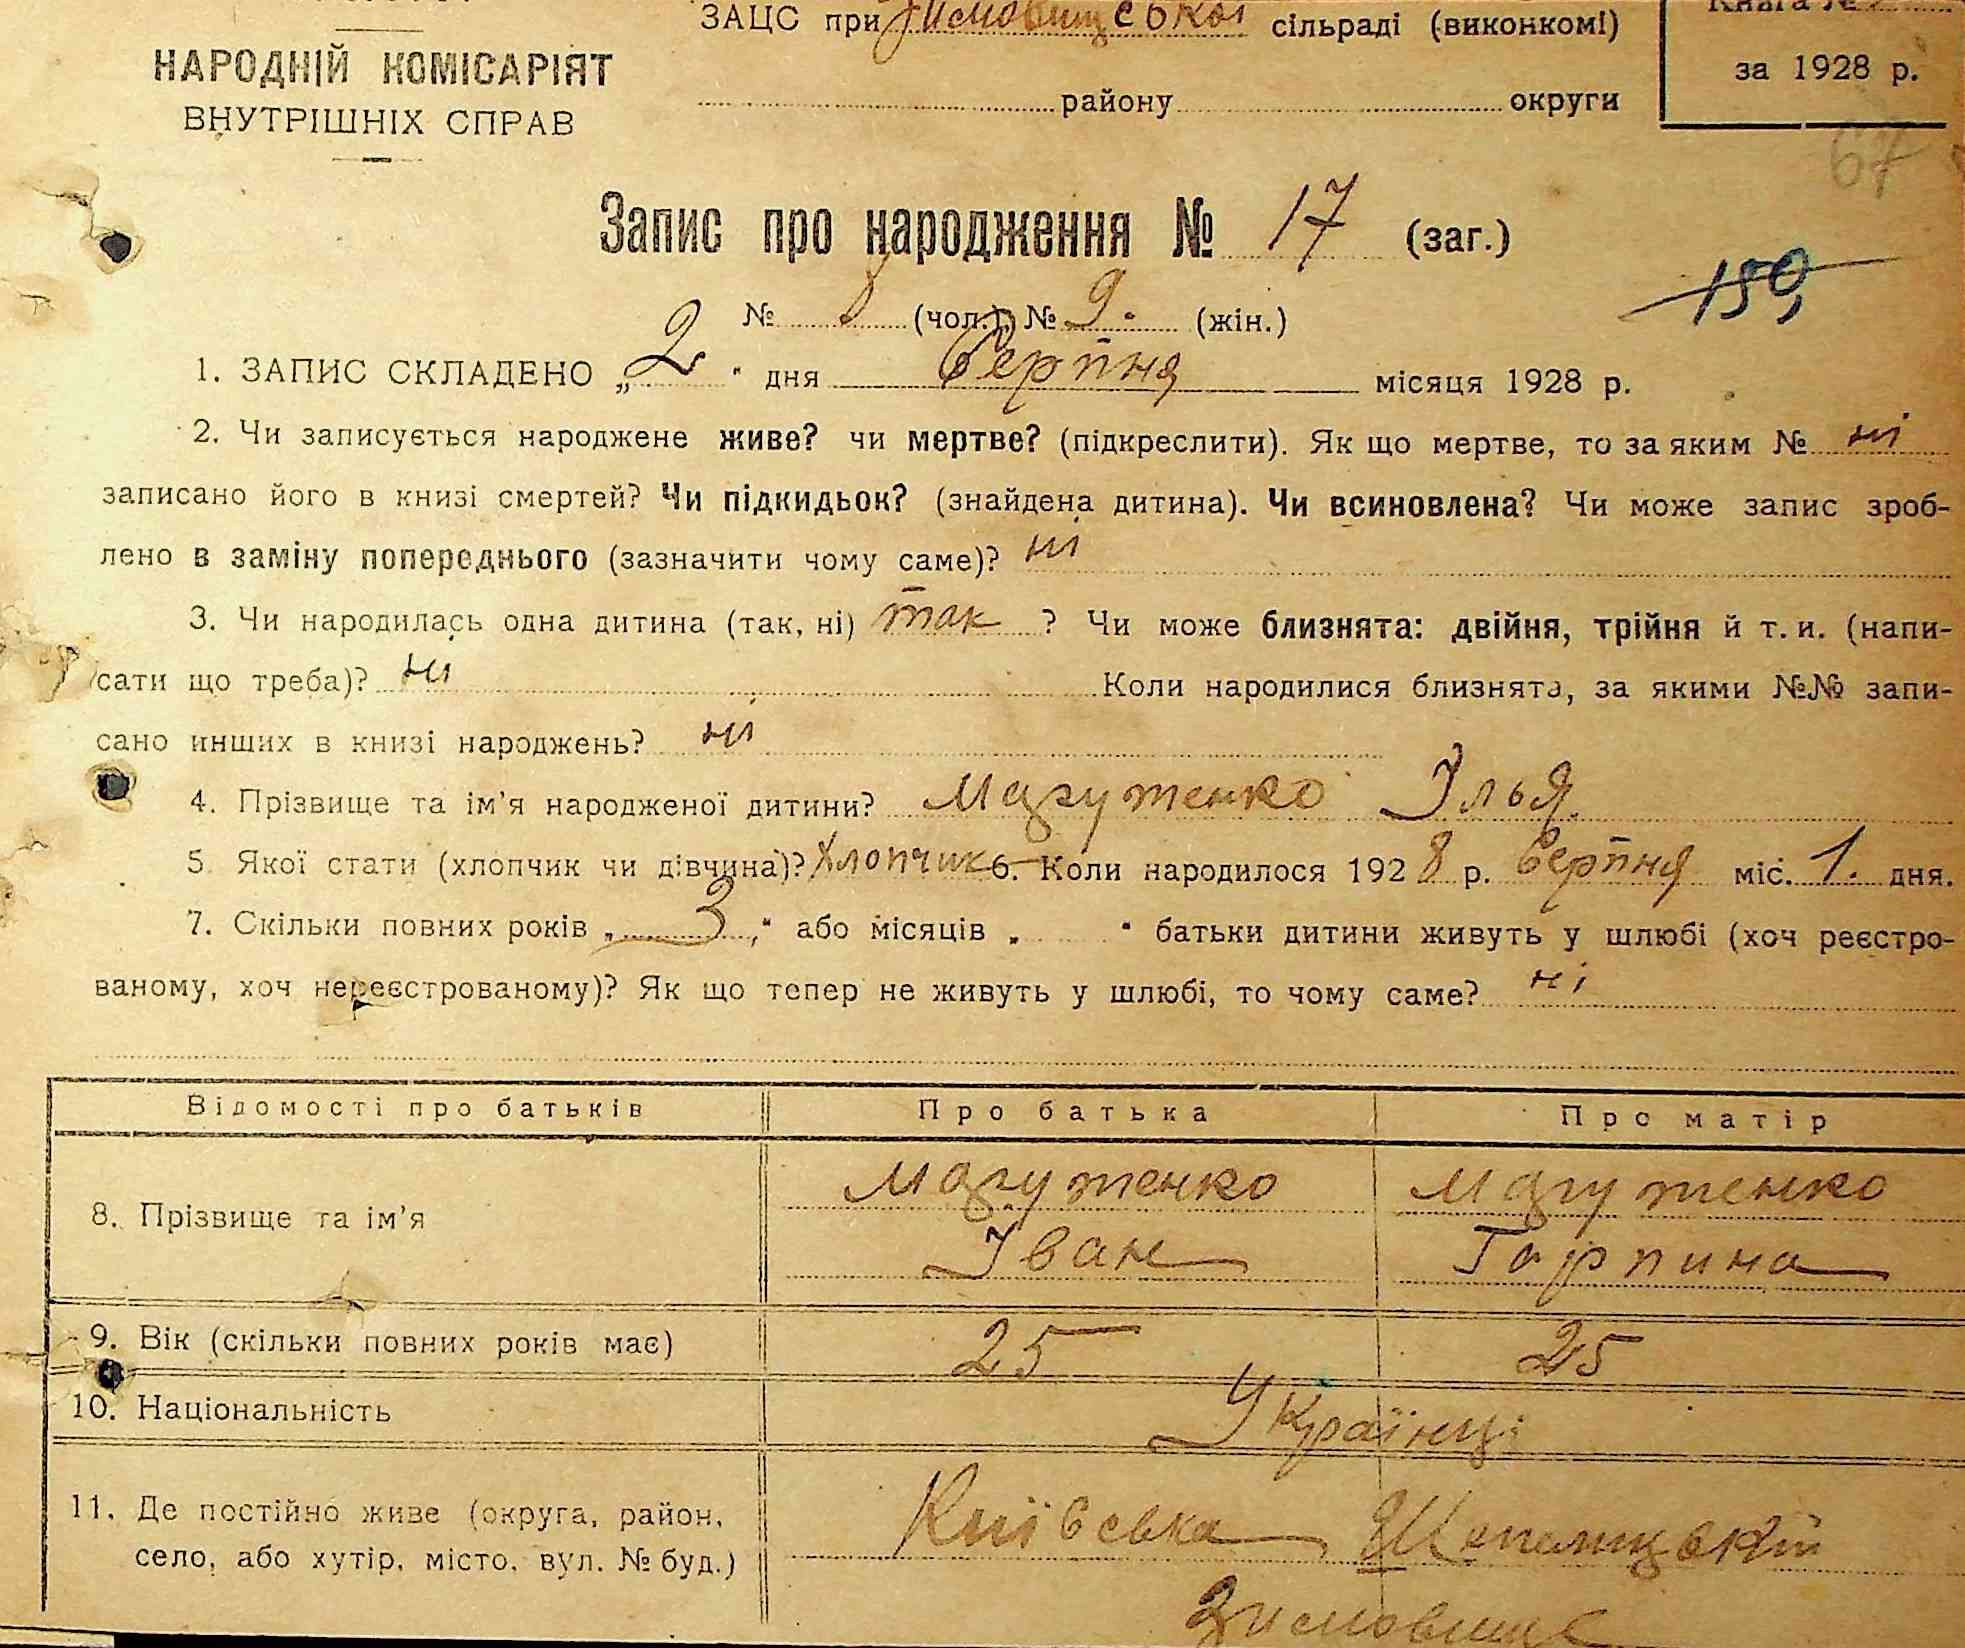 ЗАЦС при Зимовищеської сільраді (виконкомі)
НАРОДНІЙ КОМІСАРІЯТ
ВНУТРІШНІХ СПРАВ
району округи
Книга №
за 1928 р.
67
Запис про народження № 17 (заг.)
150
№ 8 (чол.), № 9. (жін.)
1. ЗАПИС СКЛАДЕНО „2" дня Серпня місяця 1928 р.
2. Чи записується народжене живе? чи мертве? (підкреслити). Як що мертве, то за яким № ні
записано його в книзі смертей? Чи підкидьок? (знайдена дитина). Чи всиновлена? Чи може запис зроб-
лено в заміну попереднього (зазначити чому саме)? ні
3. Чи народилась одна дитина (так, ні) так ? Чи може близнята: двійня, трійня й т. и. (напи-
сати що треба)? ні Коли народилися близнята, за якими №№ запи-
сано инших в книзі народжень? ні
4. Прізвище та ім'я народженої дитини? Магутенко Ілья
5 Якої стати (хлопчик чи дівчина)? Хлопчик 6. Коли народилося 1928 р. Серпня міс. 1. дня.
7. Скільки повних років „3" або місяців „ " батьки дитини живуть у шлюбі (хоч реєстро-
ваному, хоч нереєстрованому)? Як що тепер не живуть у шлюбі, то чому саме? ні
Відомості про батьків Про батька Про матір
8. Прізвище та ім'я Магутенко Іван Магутенко Горпина
9. Вік (скільки повних років має) 25 25
10. Національність Українці
11. Де постійно живе (округа, район,
село, або хутір, місто, вул. № буд.)
Київська Шепелицький
Зимовище